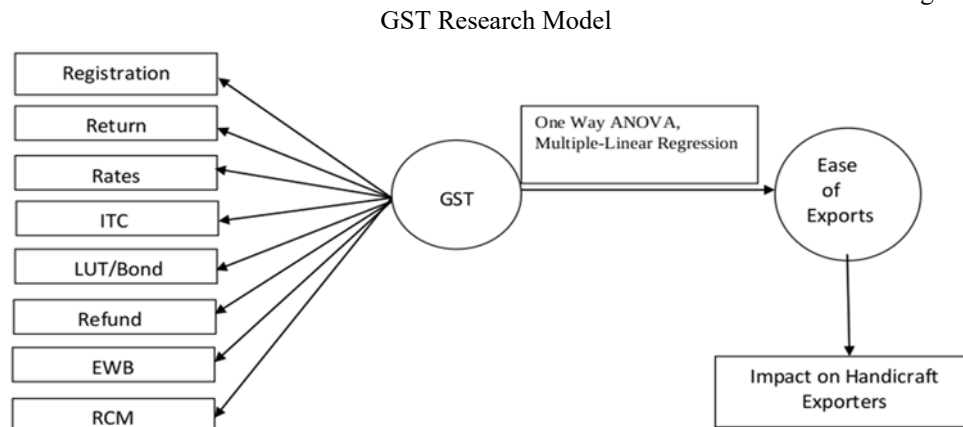 GST Research Model
Registration
Return
Rates
ITC
LUT/Bond
Refund
EWB
RCM
GST
One Way ANOVA,
Multiple-Linear Regression
Ease
of
Exports
Impact on Handicraft
Exporters